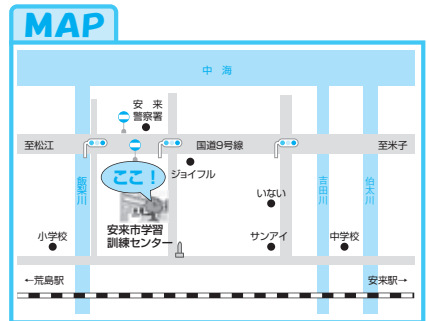 MAP
中 海
安 来
警察署
至松江
国道9号線
至米子
ここ！
ジョイフル
飯梨川
吉田川
伯太川
いない
小学校
安来市学習
訓練センター
サンアイ
中学校
←荒島駅
安来駅→